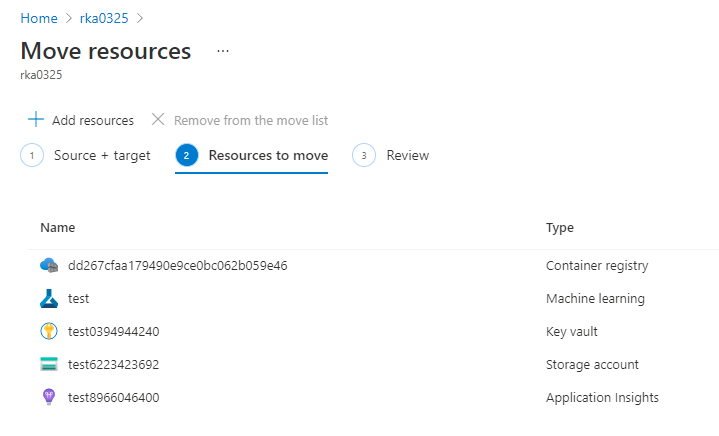 Home > rka0325 >
Move resources ...
rka0325
+ Add resources × Remove from the move list
1 Source + target 2 Resources to move 3 Review
Name Type
dd267cfaa179490e9ce0bc062b059e46 Container registry
test Machine learning
test0394944240 Key vault
test6223423692 Storage account
test8966046400 Application Insights